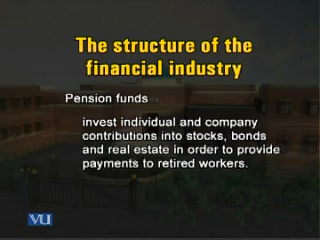 The structure of the
financial industry
Pension funds
invest individual and company
contributions into stocks, bonds
and real estate in order to provide
payments to retired workers.
VU